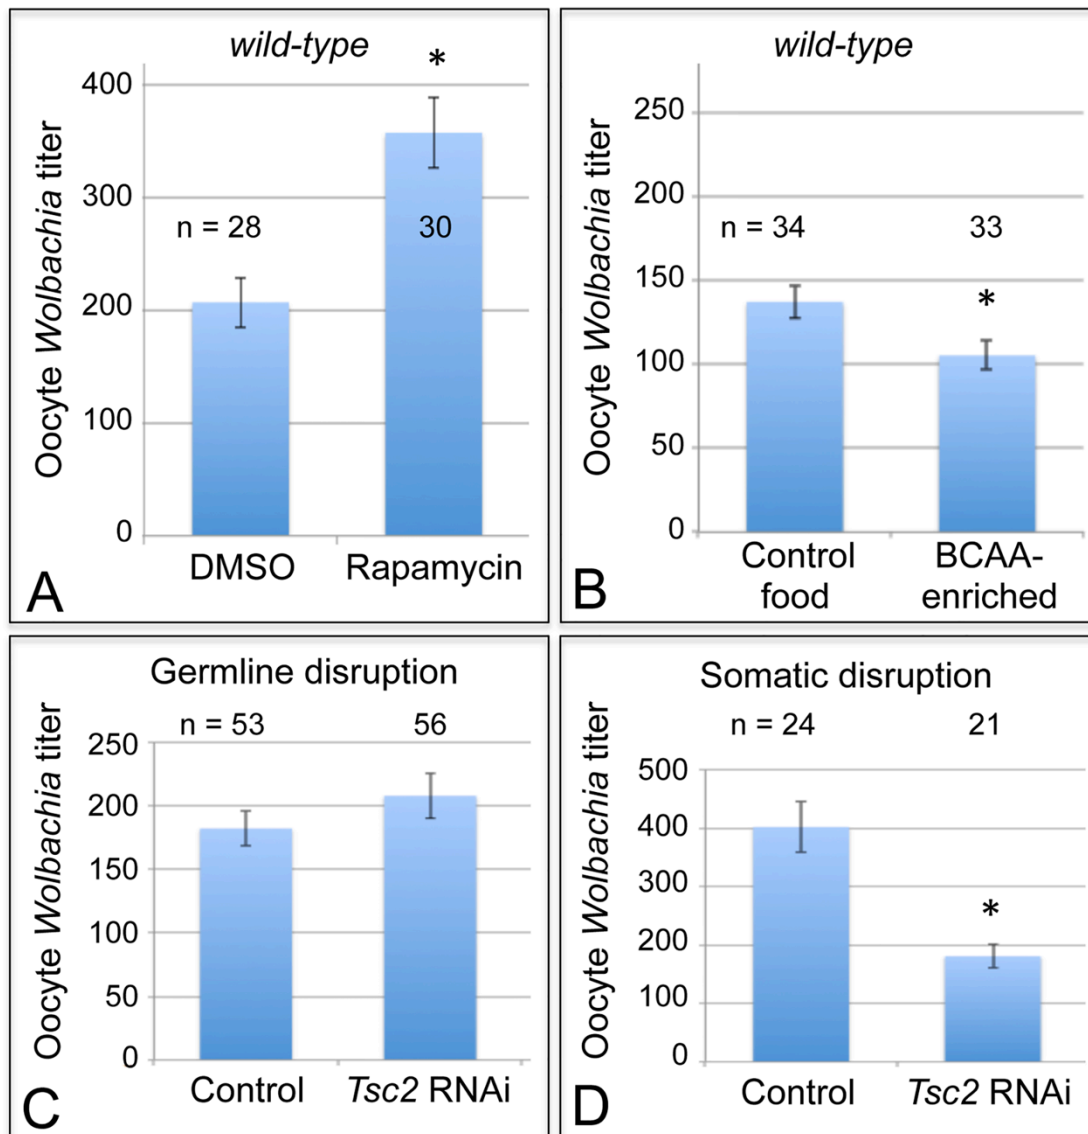 wild-type
*
Oocyte Wolbachia titer
400
300
200
100
0
n = 28
30
DMSO
Rapamycin
A
wild-type
Oocyte Wolbachia titer
250
200
150
100
50
0
n = 34
33
*
Control
food
BCAA-
enriched
B
Germline disruption
n = 53
56
Oocyte Wolbachia titer
250
200
150
100
50
0
Control
Tsc2 RNAi
C
Somatic disruption
n = 24
21
Oocyte Wolbachia titer
500
400
300
200
100
0
*
Control
Tsc2 RNAi
D